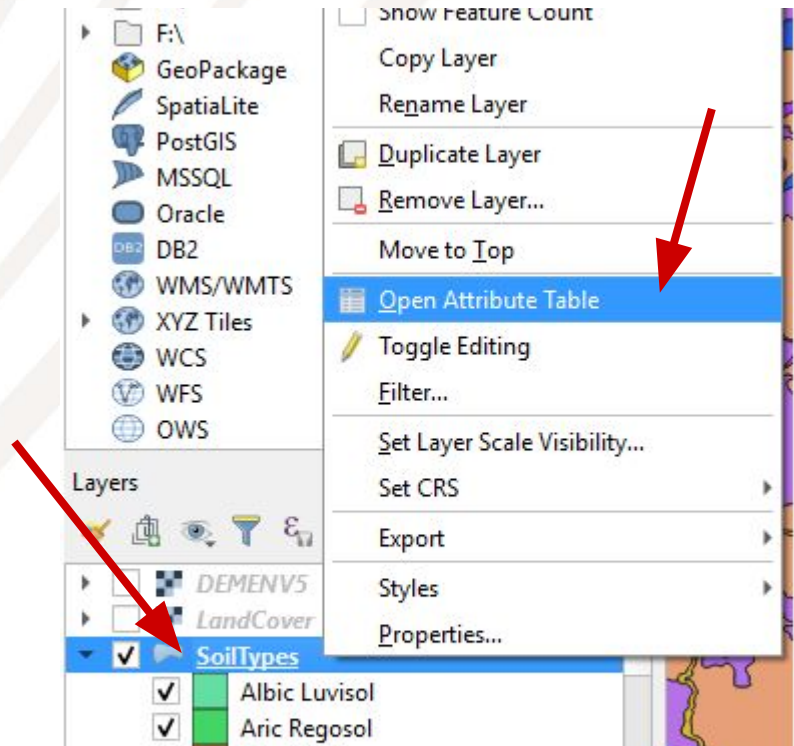 F:\
GeoPackage
SpatiaLite
PostGIS
MSSQL
Oracle
DB2
DB2
WMS/WMTS
XYZ Tiles
WCS
WFS
OWS
Layers
DEMENV5
LandCover
SoilTypes
Albic Luvisol
Aric Regosol
Show Feature Count
Copy Layer
Rename Layer
Duplicate Layer
Remove Layer...
Move to Top
Open Attribute Table
Toggle Editing
Filter...
Set Layer Scale Visibility...
Set CRS
Export
Styles
Properties...